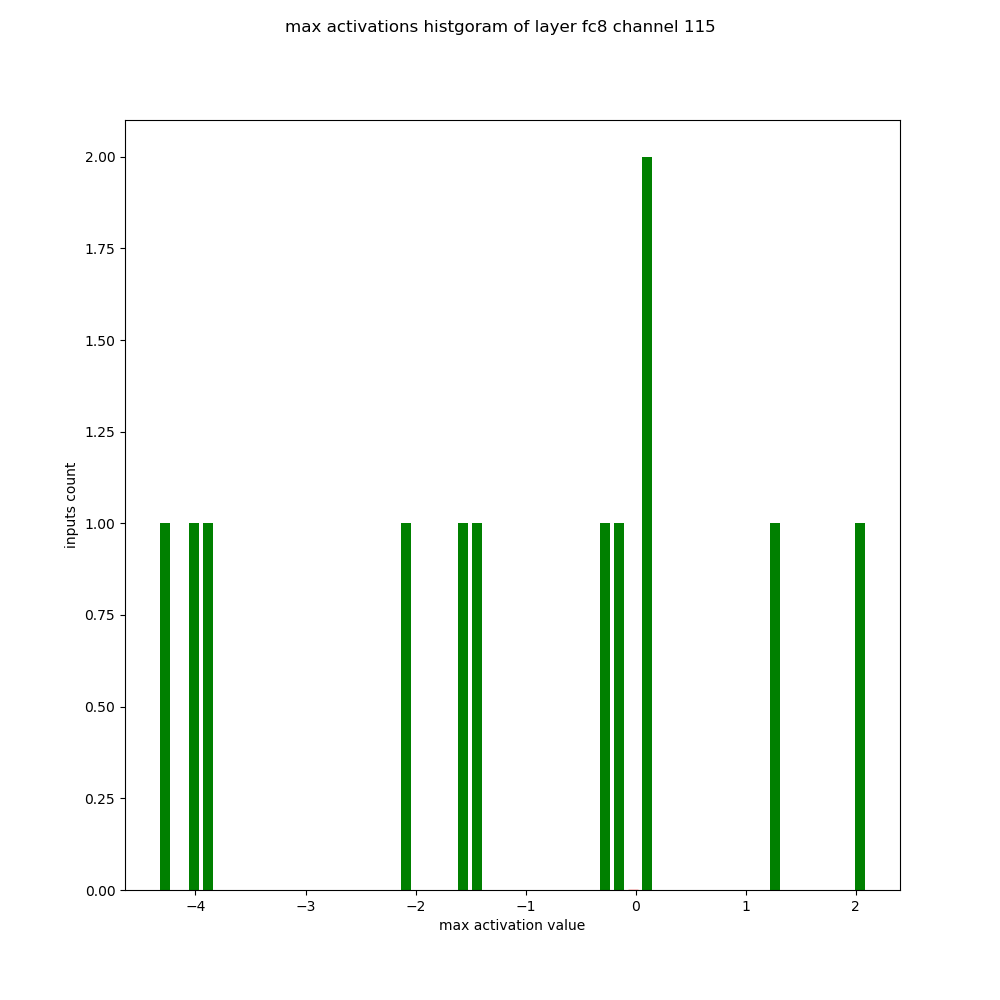 max activations histgoram of layer fc8 channel 115
2.00
1.75
1.50
1.25
1.00
0.75
0.50
0.25
0.00
inputs count
−4 −3 −2 −1 0 1 2
max activation value